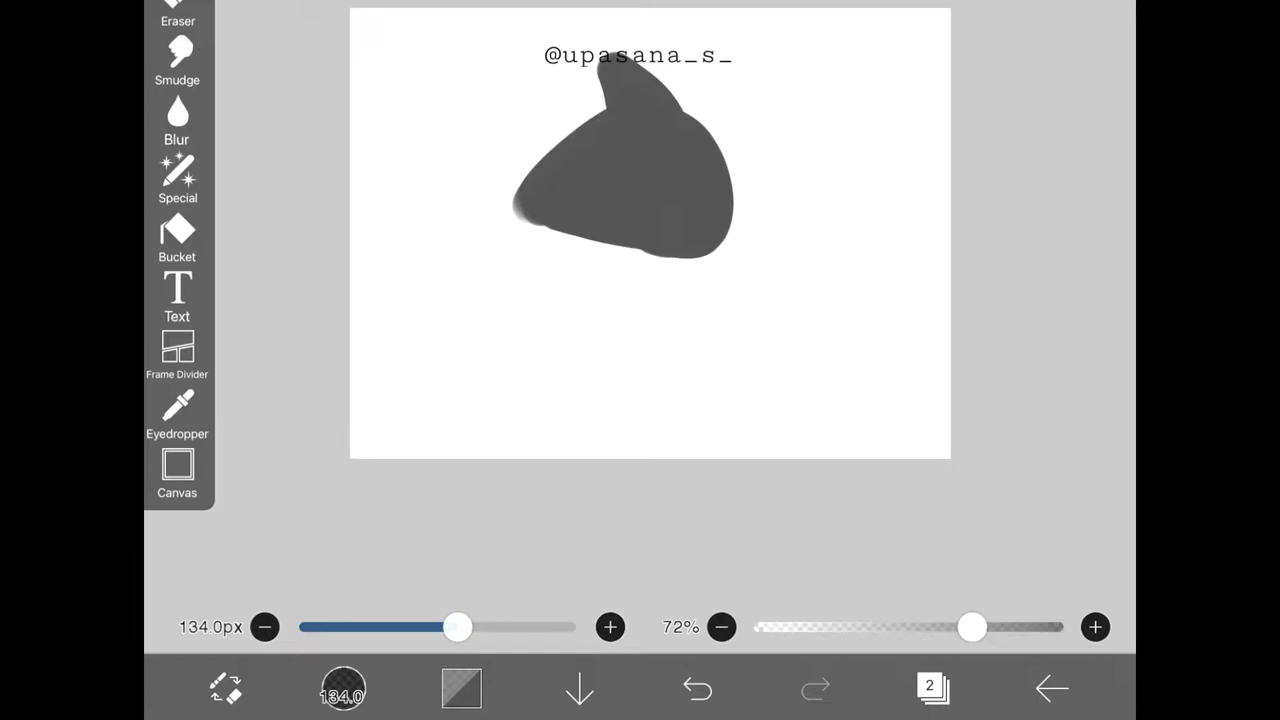 Eraser
@upasana_s_
Smudge
Blur
Special
Bucket
Text
Frame Divider
Eyedropper
Canvas
134.0px
72%
134.0
2